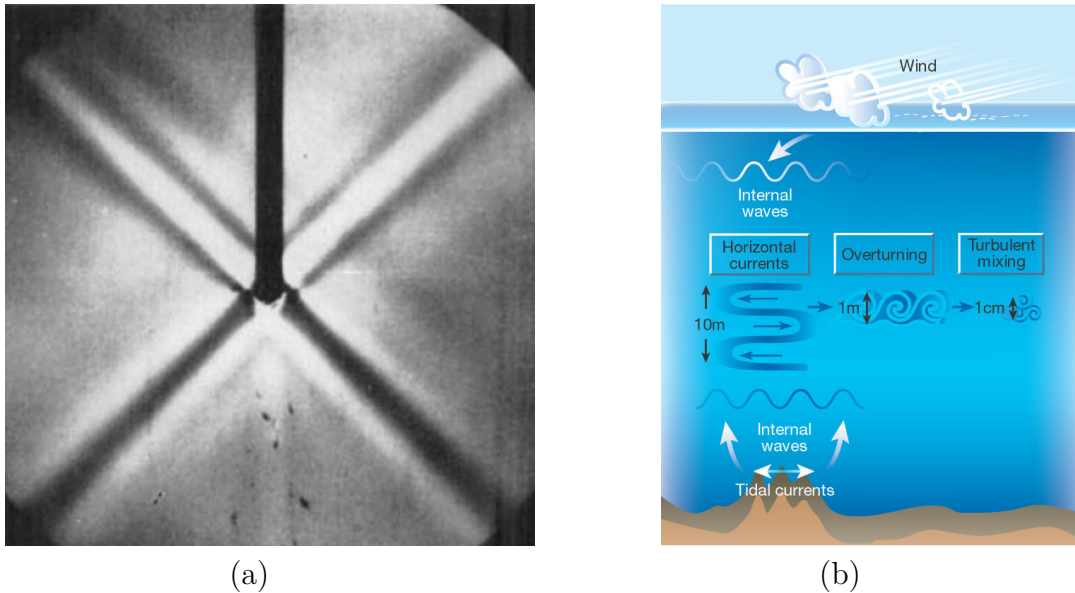 Wind
Internal
waves
Horizontal
currents
Overturning
Turbulent
mixing
10m
1m
1cm
Internal
waves
Tidal currents
(a)
(b)